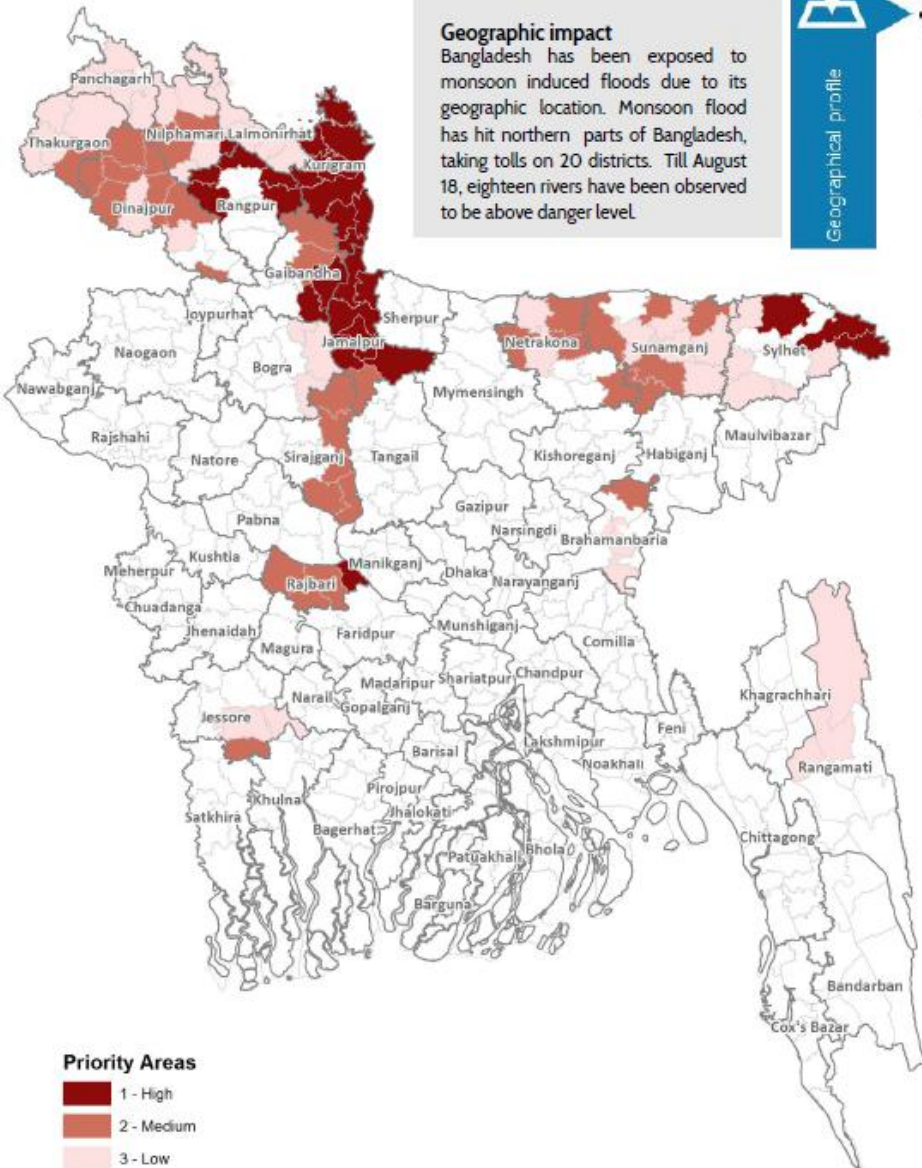 Geographic impact
Bangladesh has been exposed to
monsoon induced floods due to its
geographic location. Monsoon flood
has hit northern parts of Bangladesh,
taking tolls on 20 districts. Till August
18, eighteen rivers have been observed
to be above danger level.
Geographical profile
Panchagarh
Thakurgaon
Nilphamari
Lalmonirhat
Kurigram
Dinajpur
Rangpur
Gaibandha
Joypurhat
Sherpur
Naogaon
Bogra
Jamalpur
Netrakona
Sunamganj
Sylhet
Nawabganj
Mymensingh
Rajshahi
Natore
Sirajganj
Tangail
Kishoreganj
Habiganj
Maulvibazar
Pabna
Gazipur
Narsingdi
Brahamanbaria
Kushtia
Meherpur
Rajbari
Manikganj
Dhaka
Narayanganj
Chuadanga
Jhenaidah
Magura
Faridpur
Munshiganj
Comilla
Narail
Madaripur
Shariatpur
Chandpur
Gopalganj
Khagrachhari
Jessore
Barisal
Lakshmipur
Feni
Noakhali
Rangamati
Pirojpur
Khulna
Satkhira
Jhalokati
Bagerhat
Patuakhali
Bhola
Chittagong
Barguna
Bandarban
Cox's Bazar
Priority Areas
1 - High
2 - Medium
3 - Low